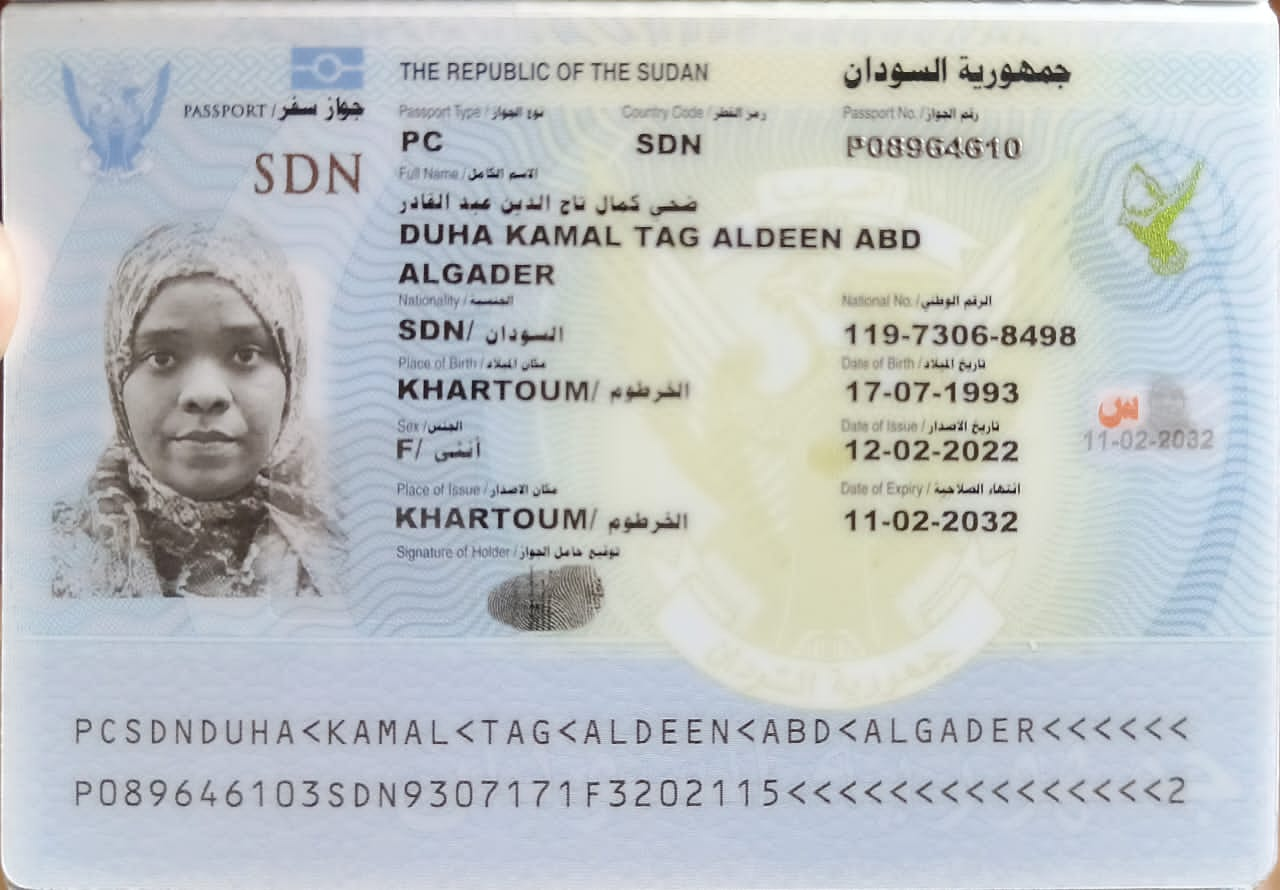 THE REPUBLIC OF THE SUDAN جمهورية السودان
PASSPORT / جواز سفر
SDN
Passport Type / نوع الجواز Country Code / رمز القطر Passport No. / رقم الجواز
PC SDN P08964610
Full Name / الاسم الكامل
ضحى كمال تاج الدين عبد القادر
DUHA KAMAL TAG ALDEEN ABD
ALGADER
Nationality / الجنسية National No. / الرقم الوطني
SDN/ السودان 119-7306-8498
Place of Birth / مكان الميلاد Date of Birth / تاريخ الميلاد
KHARTOUM/ الخرطوم 17-07-1993
Sex / الجنس Date of Issue / تاريخ الاصدار
F/ أنثى 12-02-2022
س
11-02-2032
Place of Issue / مكان الاصدار Date of Expiry / انتهاء الصلاحية
KHARTOUM/ الخرطوم 11-02-2032
Signature of Holder / توقيع حامل الجواز
جمهورية السودان
PCSDNDUHA<KAMAL<TAG<ALDEEN<ABD<ALGADER<<<<<<
P089646103SDN9307171F3202115<<<<<<<<<<<<<<<2